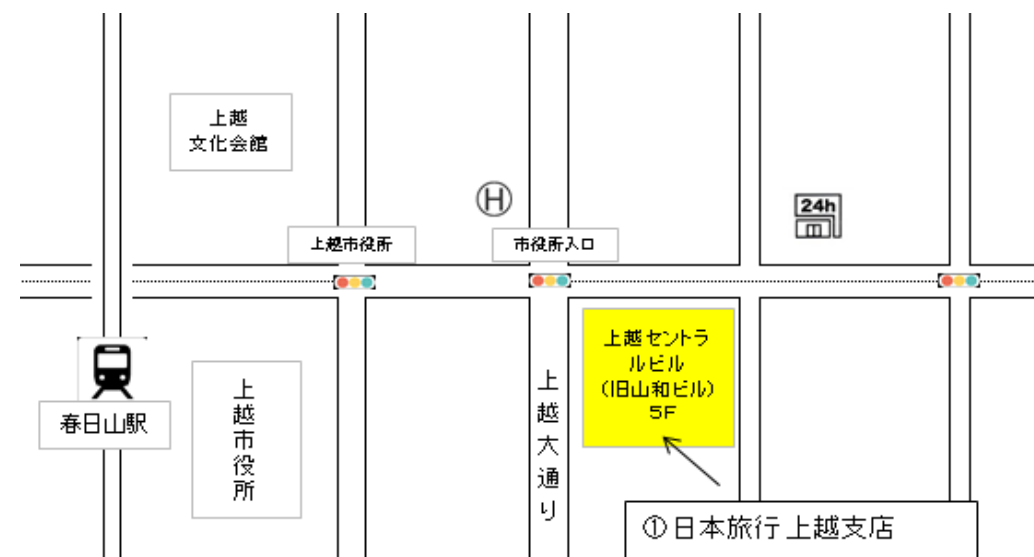 上越
文化会館
Ⓗ
24h
上越市役所
市役所入口
上越セントラ
ルビル
(旧山和ビル)
5F
春日山駅
上越市役所
上越大通り
①日本旅行 上越支店